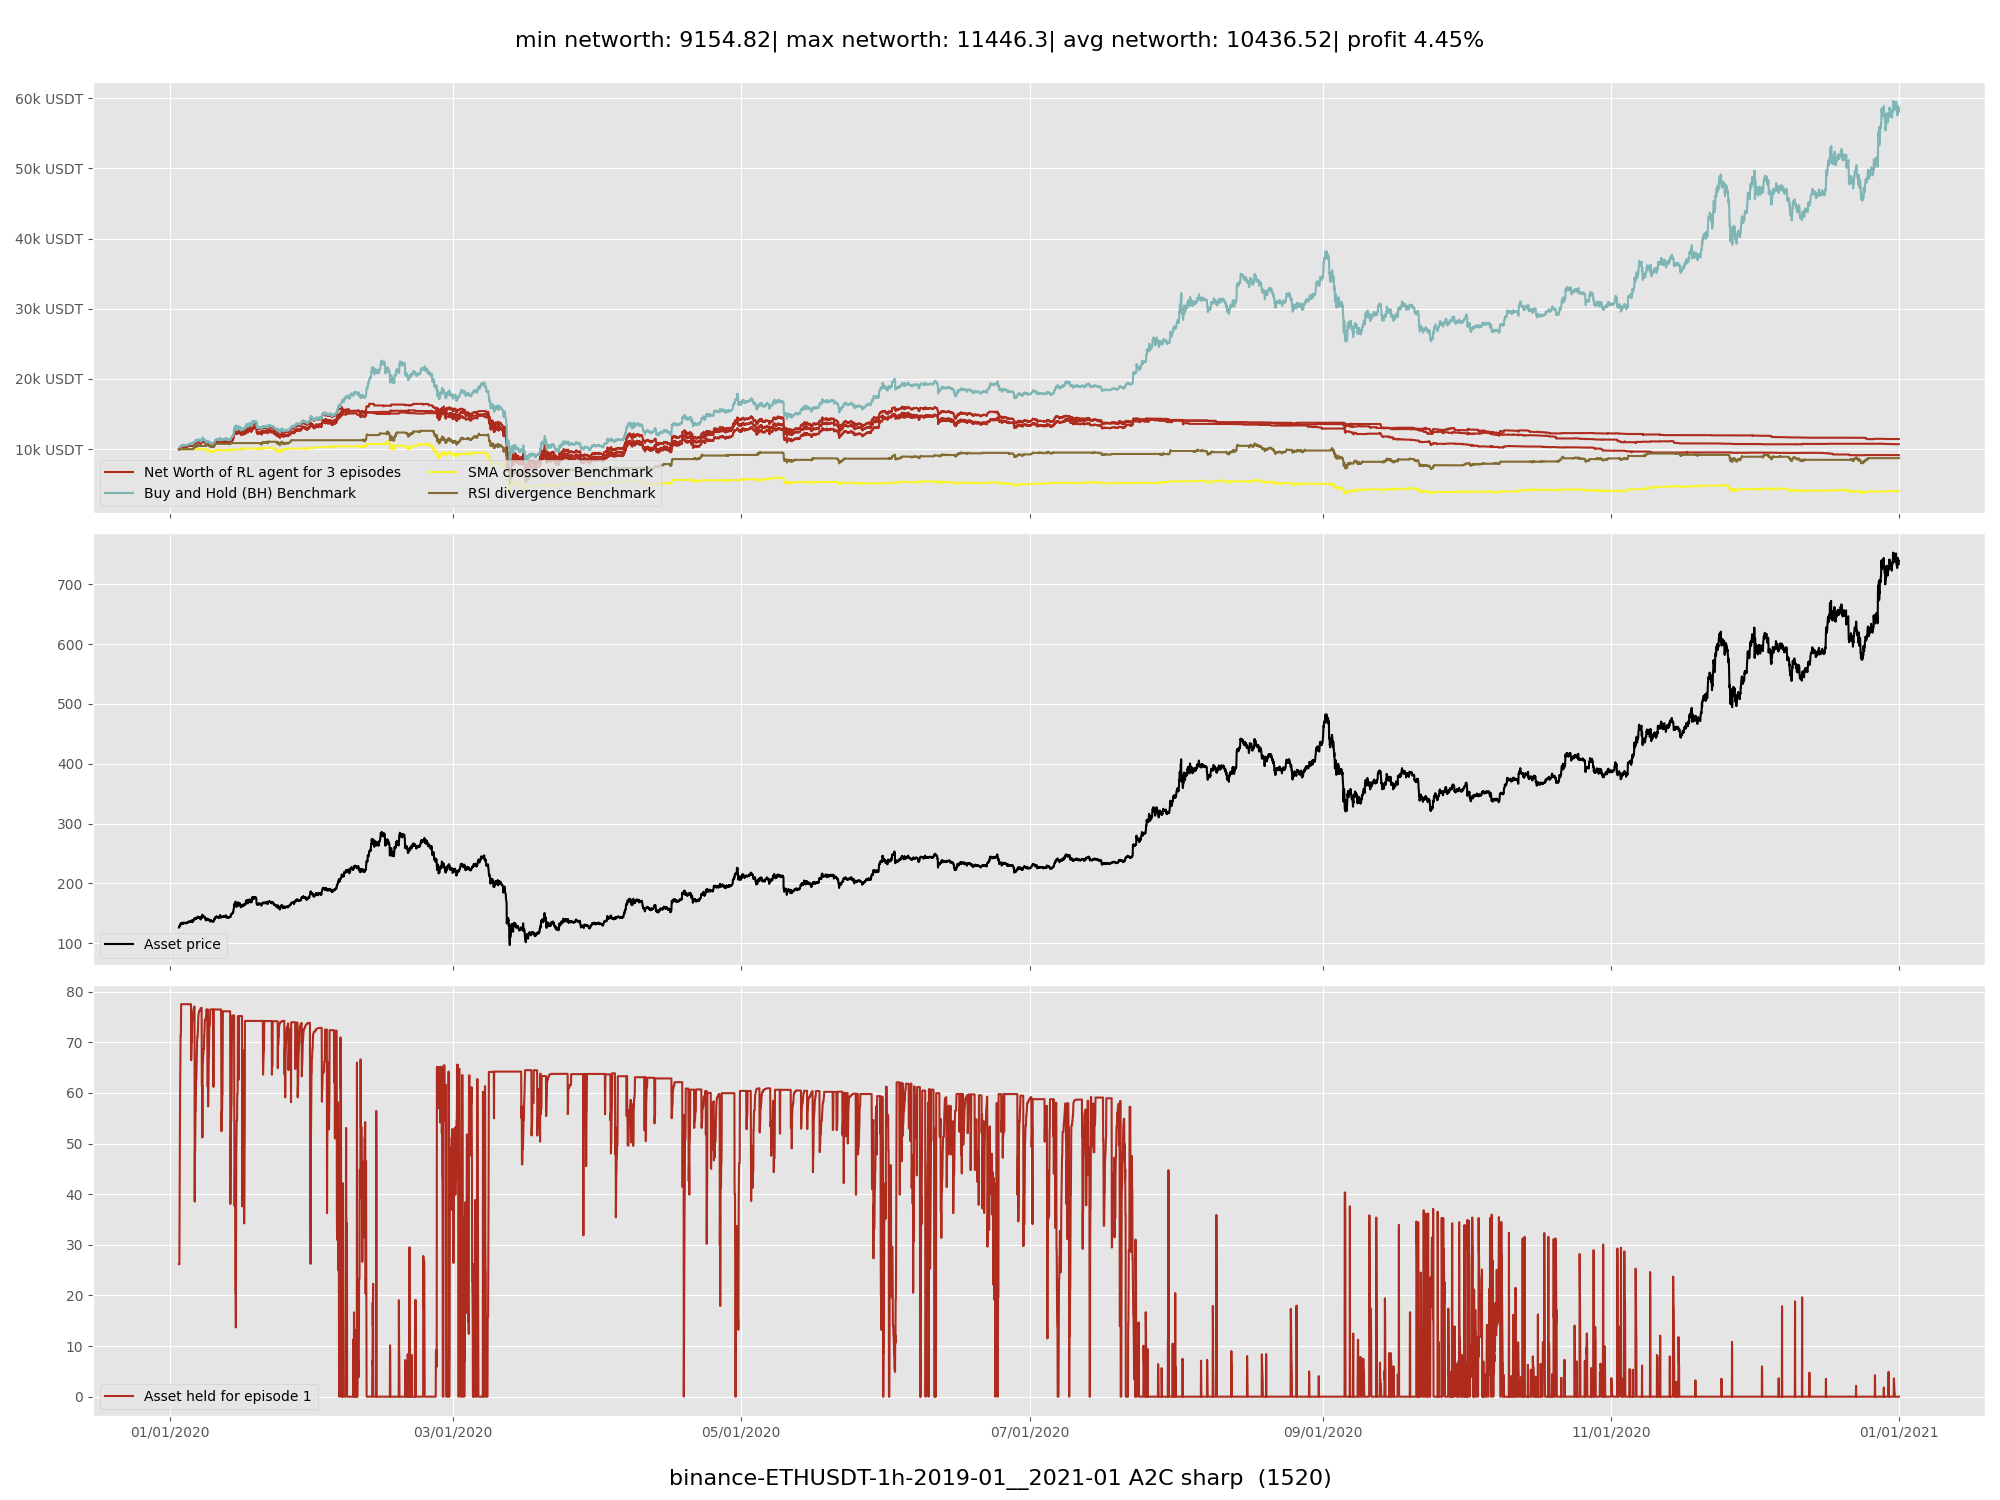 min networth: 9154.82| max networth: 11446.3| avg networth: 10436.52| profit 4.45%
60k USDT
50k USDT
40k USDT
30k USDT
20k USDT
10k USDT
Net Worth of RL agent for 3 episodes
Buy and Hold (BH) Benchmark
SMA crossover Benchmark
RSI divergence Benchmark
700
600
500
400
300
200
100
Asset price
80
70
60
50
40
30
20
10
0
Asset held for episode 1
01/01/2020
03/01/2020
05/01/2020
07/01/2020
09/01/2020
11/01/2020
01/01/2021
binance-ETHUSDT-1h-2019-01__2021-01 A2C sharp  (1520)